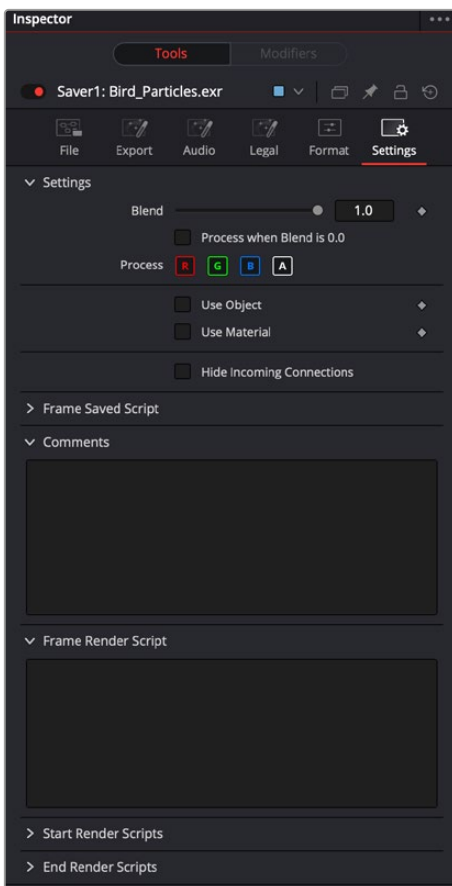 Inspector
Tools Modifiers
Saver1: Bird_Particles.exr
File Export Audio Legal Format Settings
Settings
Blend 1.0
Process when Blend is 0.0
Process R G B A
Use Object
Use Material
Hide Incoming Connections
Frame Saved Script
Comments
Frame Render Script
Start Render Scripts
End Render Scripts